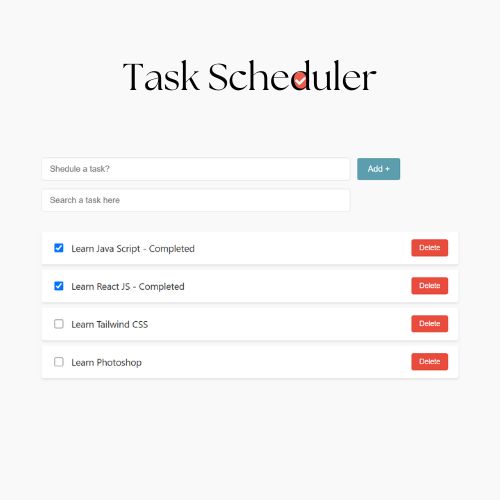 Task Scheduler
Shedule a task?
Add +
Search a task here
Learn Java Script - Completed
Delete
Learn React JS - Completed
Delete
Learn Tailwind CSS
Delete
Learn Photoshop
Delete